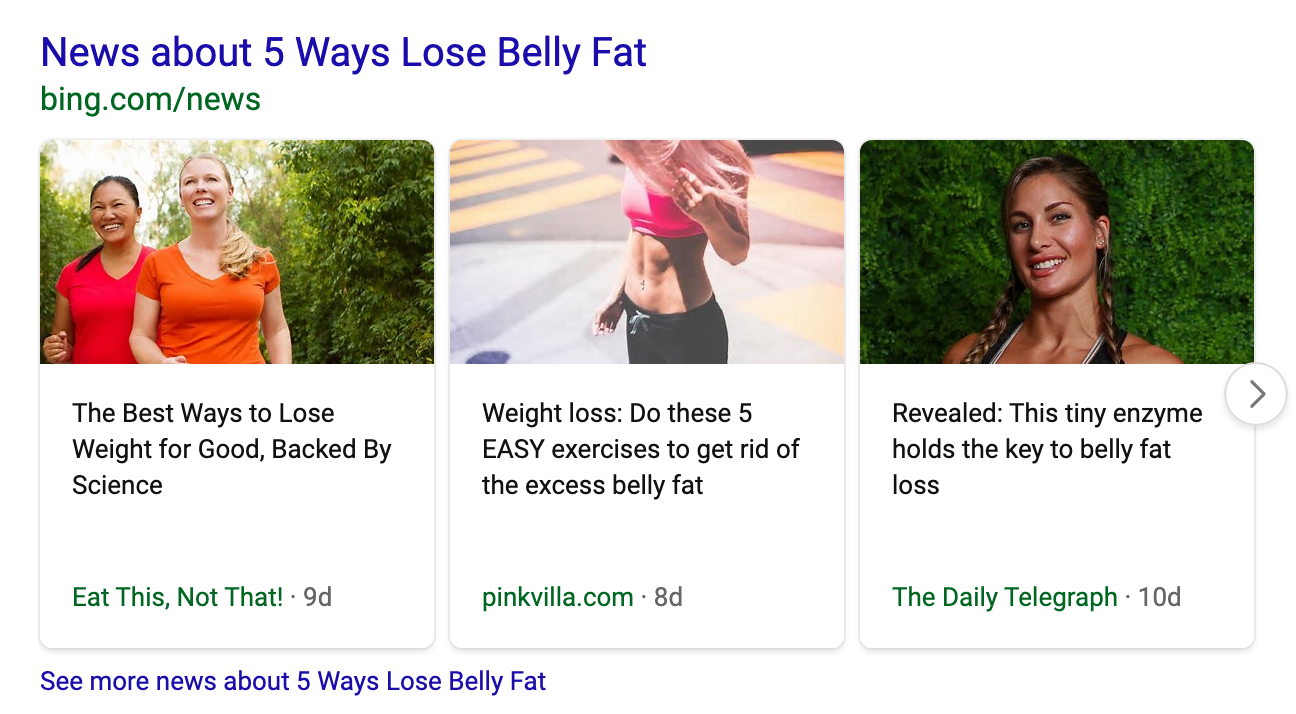 News about 5 Ways Lose Belly Fat
bing.com/news
The Best Ways to Lose
Weight for Good, Backed By
Science
Eat This, Not That! · 9d
Weight loss: Do these 5
EASY exercises to get rid of
the excess belly fat
pinkvilla.com · 8d
Revealed: This tiny enzyme
holds the key to belly fat
loss
The Daily Telegraph · 10d
See more news about 5 Ways Lose Belly Fat